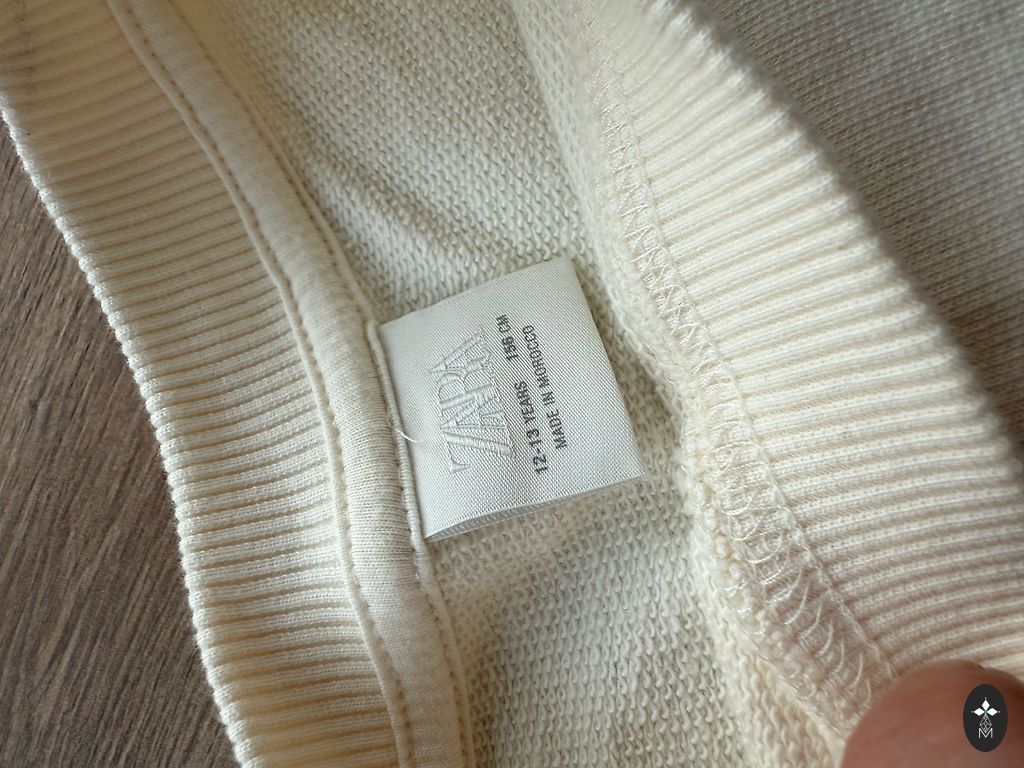 ZARA
12-13 YEARS 156 CM
MADE IN MOROCCO
M